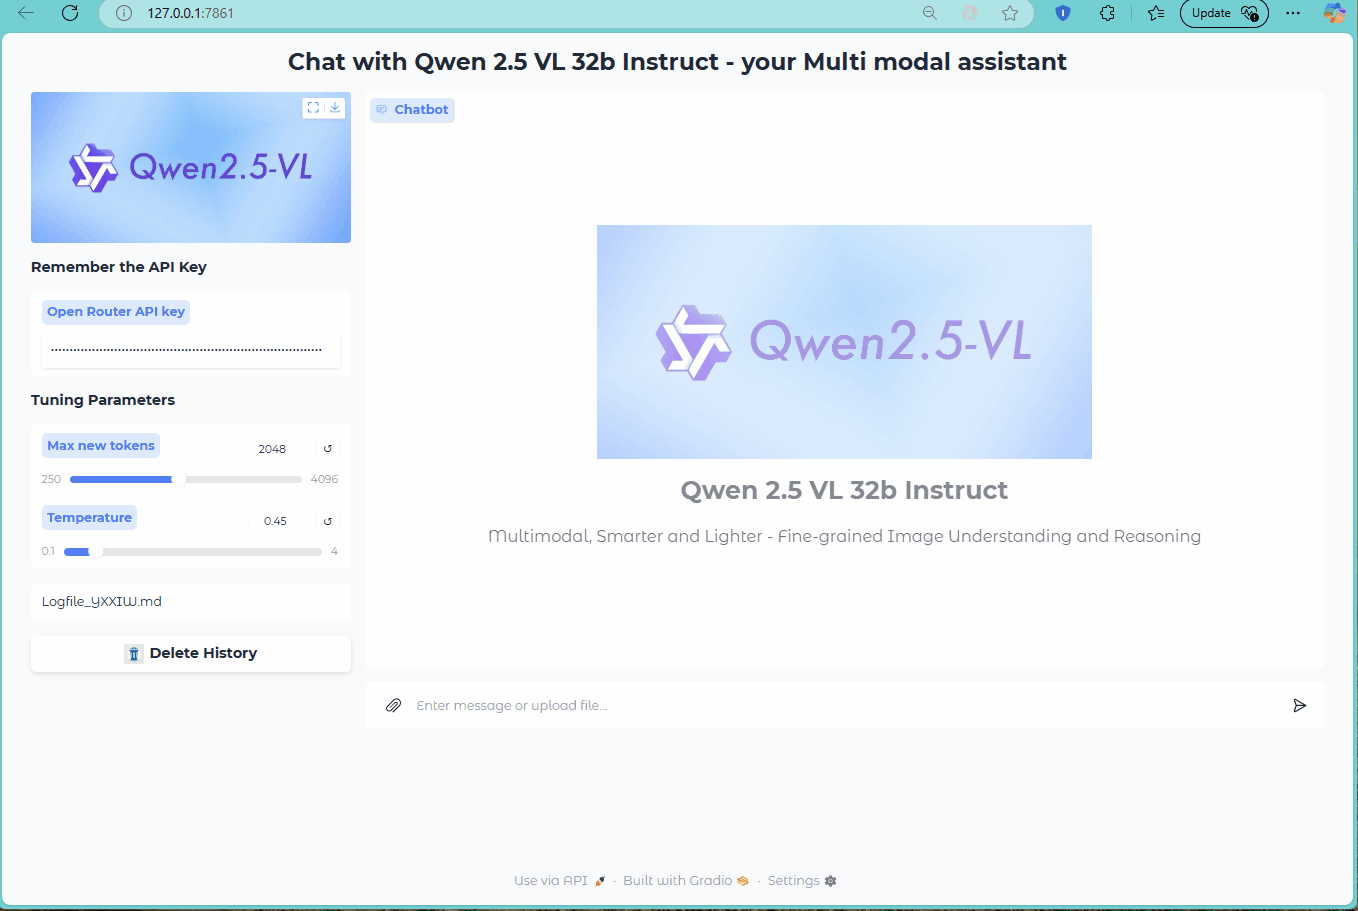 127.0.0.1:7861
Update
Chat with Qwen 2.5 VL 32b Instruct - your Multi modal assistant
Qwen2.5-VL
Remember the API Key
Open Router API key
Tuning Parameters
Max new tokens
2048
250
4096
Temperature
0.45
0.1
4
Logfile_YXXIW.md
Delete History
Chatbot
Qwen2.5-VL
Qwen 2.5 VL 32b Instruct
Multimodal, Smarter and Lighter - Fine-grained Image Understanding and Reasoning
Enter message or upload file...
Use via API · Built with Gradio · Settings